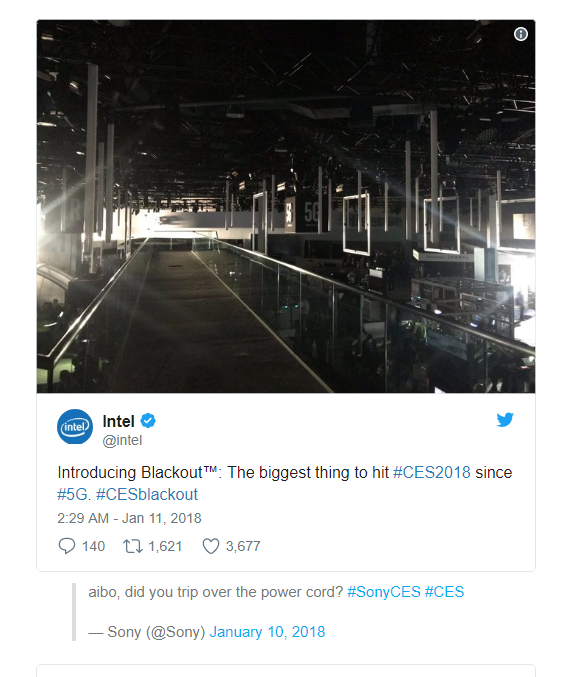 5G
intel
Intel
@intel
Introducing Blackout™: The biggest thing to hit #CES2018 since
#5G. #CESblackout
2:29 AM - Jan 11, 2018
140 1,621 3,677
aibo, did you trip over the power cord? #SonyCES #CES
— Sony (@Sony) January 10, 2018